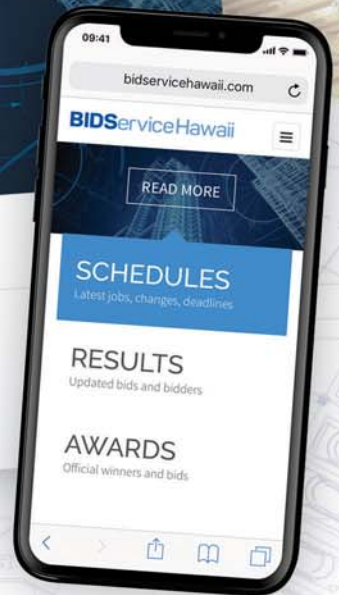 09:41
bidservicehawaii.com
BIDServiceHawaii
READ MORE
SCHEDULES
Latest jobs, changes, deadlines
RESULTS
Updated bids and bidders
AWARDS
Official winners and bids